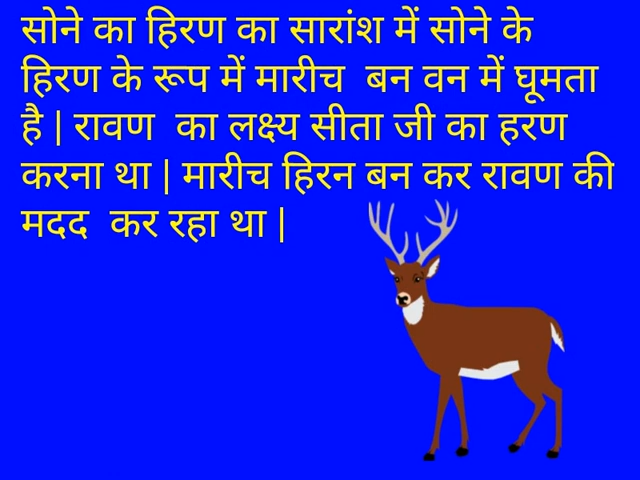 सोने का हिरण का सारांश में सोने के
हिरण के रूप में मारीच  बन वन में घूमता
है | रावण  का लक्ष्य सीता जी का हरण
करना था | मारीच हिरन बन कर रावण की
मदद  कर रहा था |